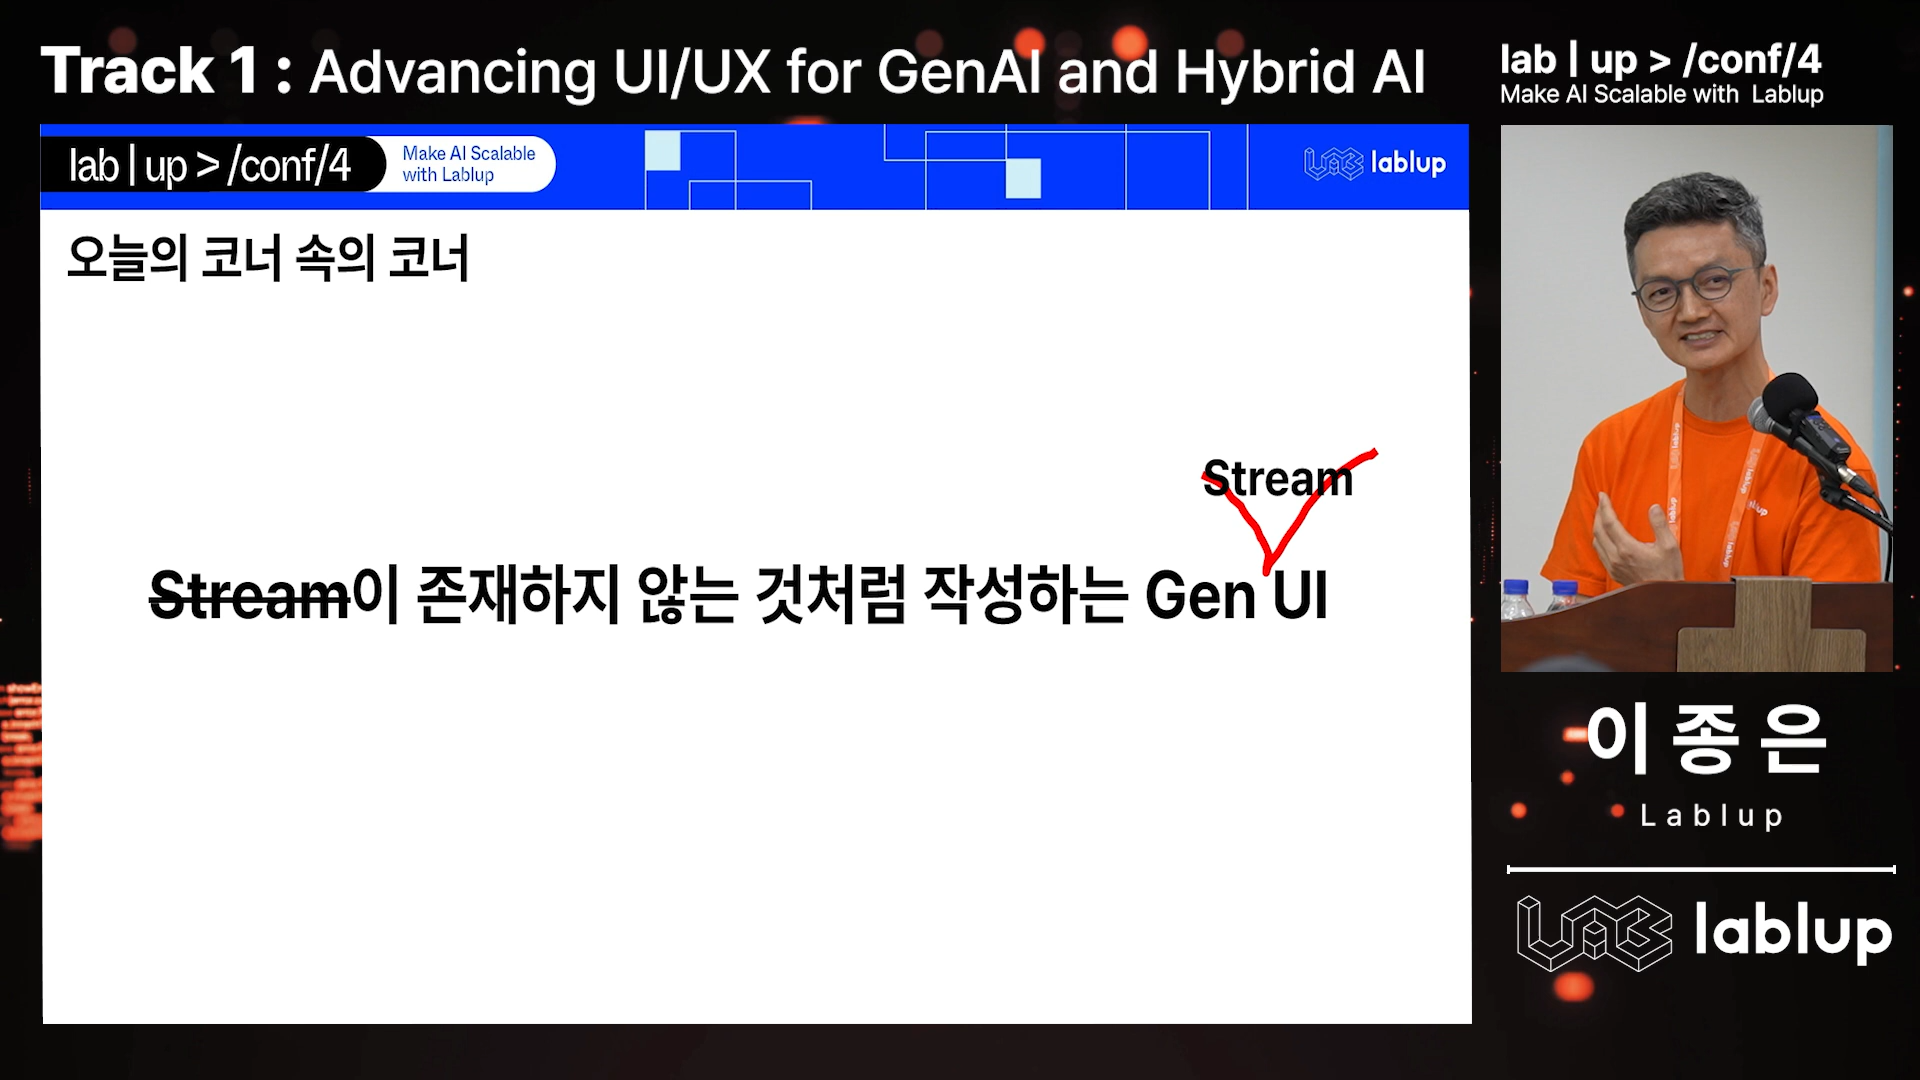 Track 1 : Advancing UI/UX for GenAI and Hybrid AI
lab | up > /conf/4
Make AI Scalable with Lablup
lab | up > /conf/4
Make AI Scalable
with Lablup
lablup
오늘의 코너 속의 코너
Stream
Stream이 존재하지 않는 것처럼 작성하는 Gen UI
이종은
Lablup
lablup